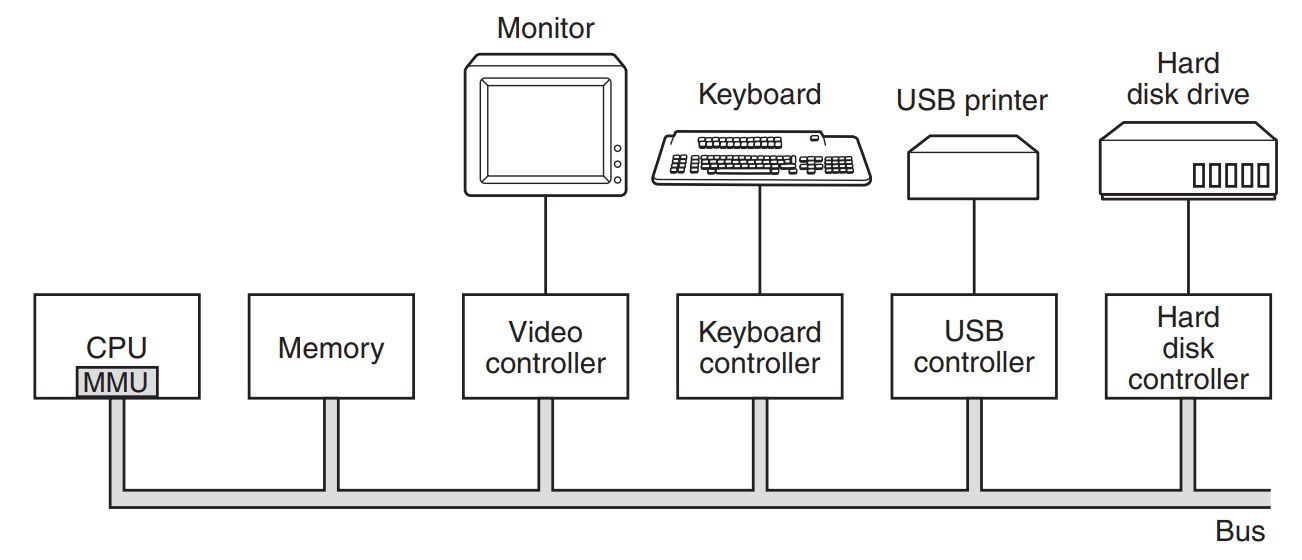 Monitor
Keyboard
USB printer
Hard
disk drive
CPU
MMU
Memory
Video
controller
Keyboard
controller
USB
controller
Hard
disk
controller
Bus